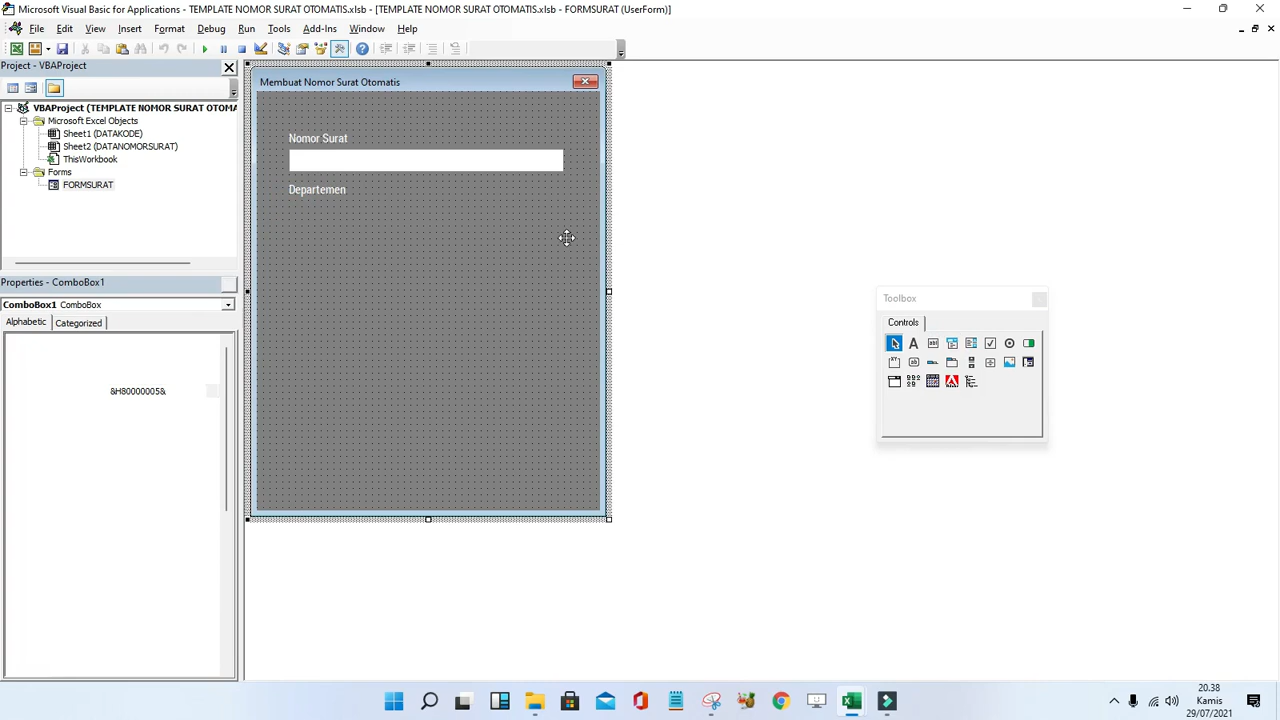 Microsoft Visual Basic for Applications - TEMPLATE NOMOR SURAT OTOMATIS.xlsb - [TEMPLATE NOMOR SURAT OTOMATIS.xlsb - FORMSURAT (UserForm)]
File Edit View Insert Format Debug Run Tools Add-Ins Window Help
Project - VBAProject
VBAProject (TEMPLATE NOMOR SURAT OTOMA
Microsoft Excel Objects
Sheet1 (DATAKODE)
Sheet2 (DATANOMORSURAT)
ThisWorkbook
Forms
FORMSURAT
Properties - ComboBox1
ComboBox1 ComboBox
Alphabetic Categorized
&H80000005&
Membuat Nomor Surat Otomatis
Nomor Surat
Departemen
Toolbox
Controls
20.38
Kamis
29/07/2021